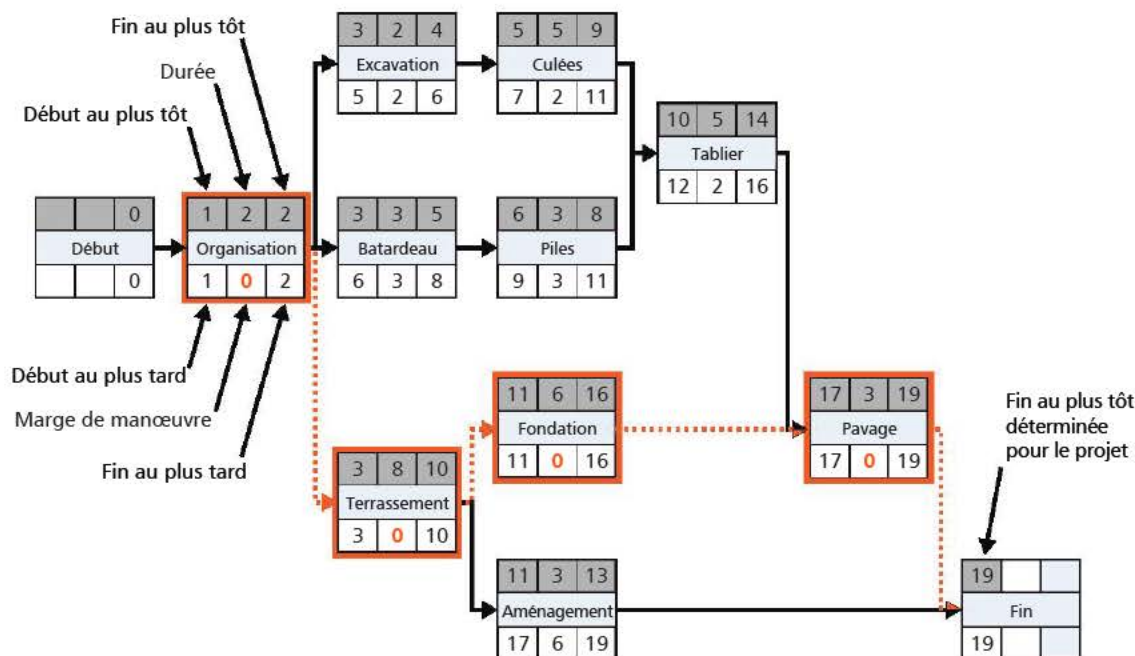 Fin au plus tôt
Durée
Début au plus tôt
3 2 4
Excavation
5 2 6
5 5 9
Culées
7 2 11
10 5 14
Tablier
12 2 16
0
Début
0
1 2 2
Organisation
1 0 2
3 3 5
Batardeau
6 3 8
6 3 8
Piles
9 3 11
Début au plus tard
Marge de manœuvre
Fin au plus tard
3 8 10
Terrassement
3 0 10
11 6 16
Fondation
11 0 16
17 3 19
Pavage
17 0 19
Fin au plus tôt
déterminée
pour le projet
11 3 13
Aménagement
17 6 19
19
Fin
19